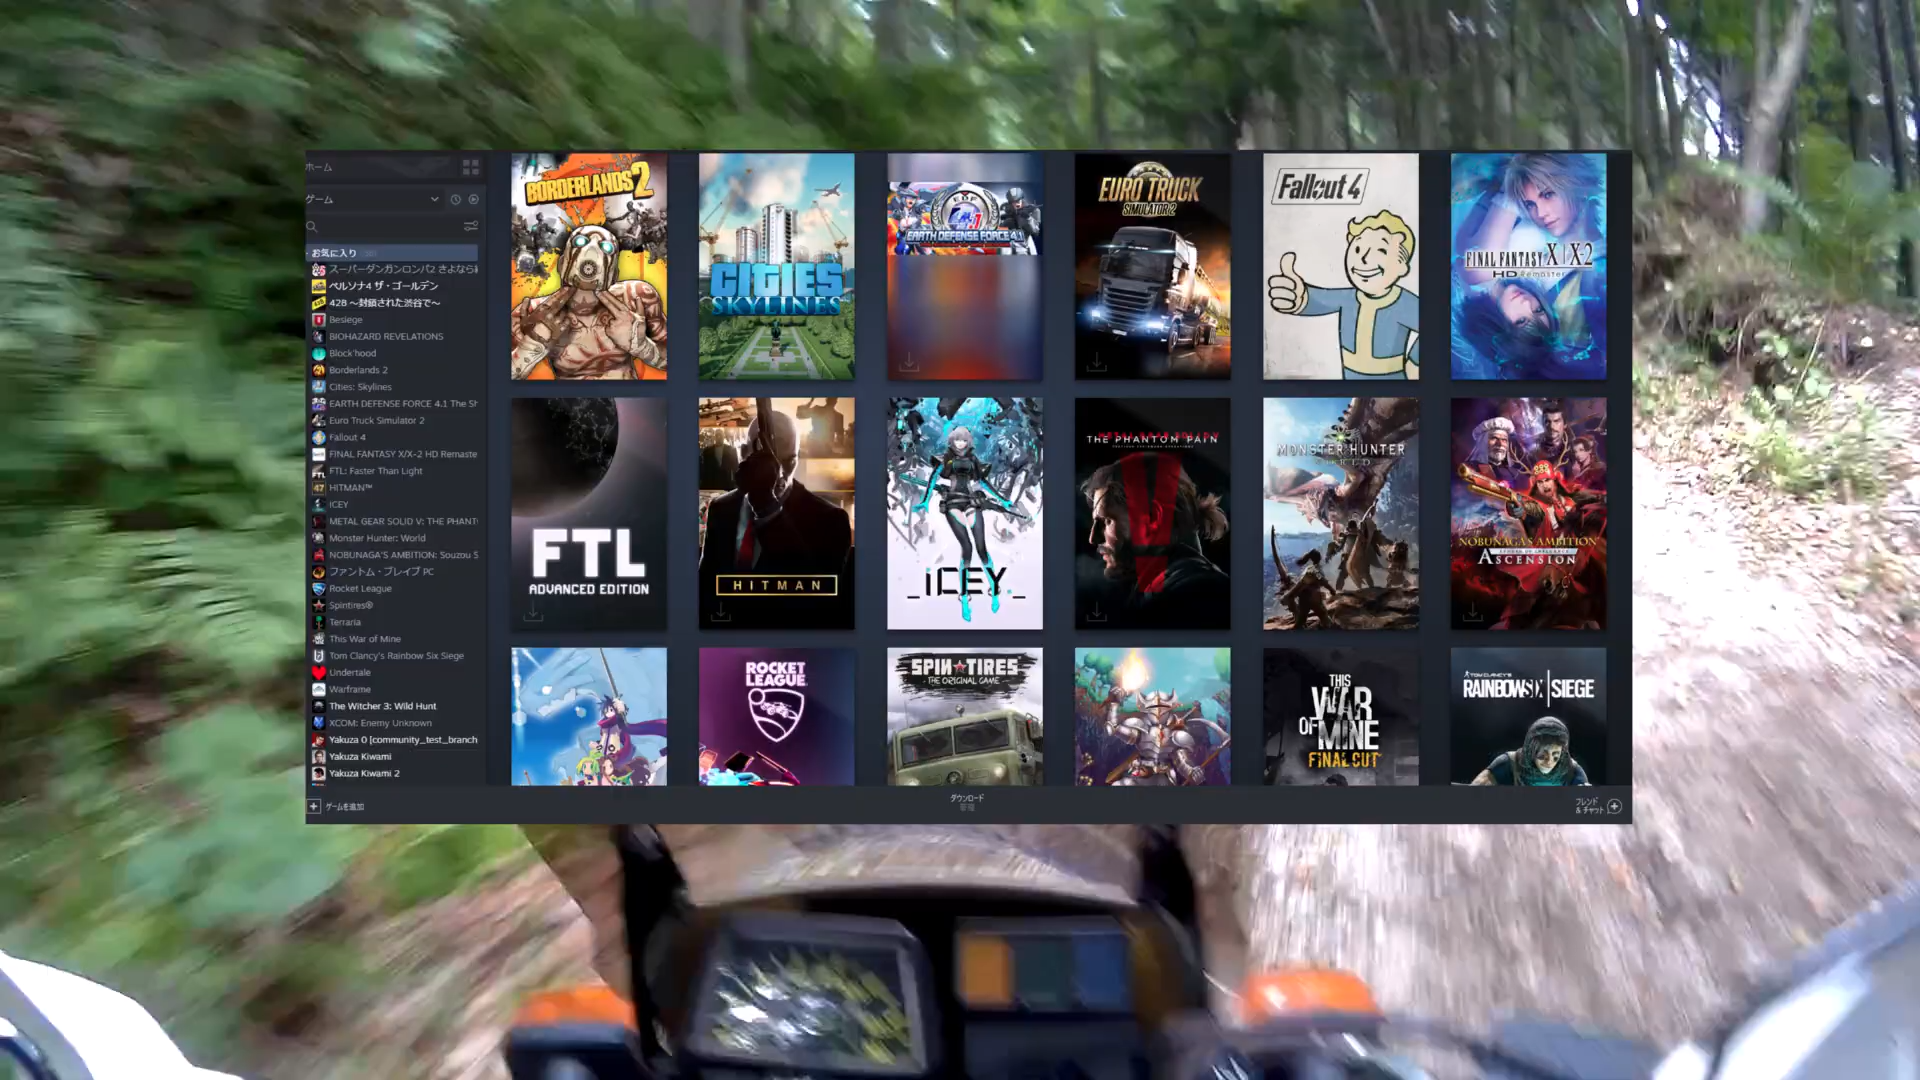 ホーム
ゲーム
お気に入り
スーパーダンガンロンパ2 さよなら
ペルソナ4 ザ・ゴールデン
428 ～封鎖された渋谷で～
Besiege
BIOHAZARD REVELATIONS
Block'hood
Borderlands 2
Cities: Skylines
EARTH DEFENSE FORCE 4.1 The Sh
Euro Truck Simulator 2
Fallout 4
FINAL FANTASY X/X-2 HD Remaste
FTL: Faster Than Light
HITMAN™
ICEY
METAL GEAR SOLID V: THE PHANT
Monster Hunter: World
NOBUNAGA'S AMBITION: Souzou S
ファントム・ブレイブ PC
Rocket League
Spintires®
Terraria
This War of Mine
Tom Clancy's Rainbow Six Siege
Undertale
Warframe
The Witcher 3: Wild Hunt
XCOM: Enemy Unknown
Yakuza 0 [community_test_branch
Yakuza Kiwami
Yakuza Kiwami 2
BORDERLANDS 2
CITIES
SKYLINES
EDF
EARTH DEFENSE FORCE 4.1
EURO TRUCK
SIMULATOR 2
Fallout 4
FINAL FANTASY X|X-2
HD Remaster
FTL
ADVANCED EDITION
HITMAN
_ICEY_
THE PHANTOM PAIN
MONSTER HUNTER
WORLD
NOBUNAGA'S AMBITION
ASCENSION
ROCKET
LEAGUE
SPINTIRES
THE ORIGINAL GAME
THIS
WAR
OF MINE
FINAL CUT
TOM CLANCY'S
RAINBOW SIX | SIEGE
ゲームを追加
ダウンロード
管理
フレンド
& チャット